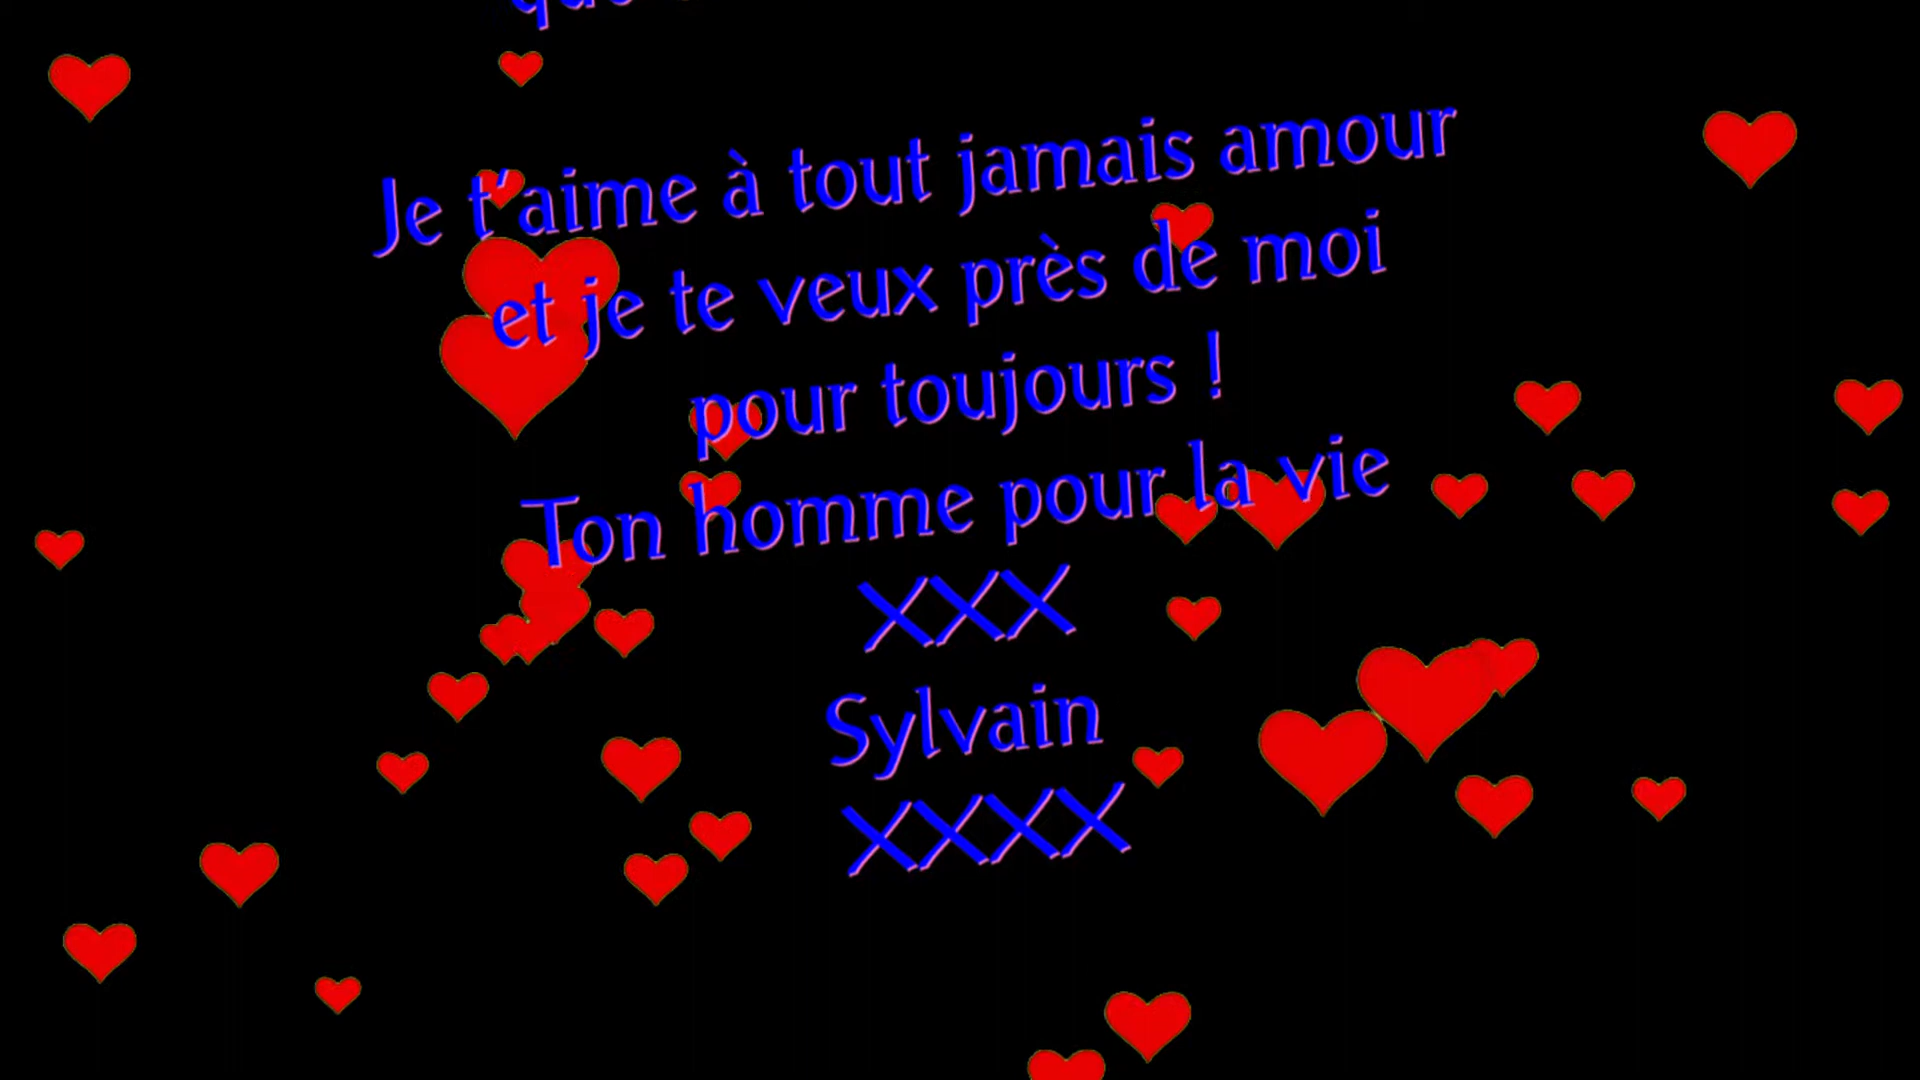 Je t'aime à tout jamais amour
et je te veux près de moi
pour toujours !
Ton homme pour la vie
XXX
Sylvain
XXXX